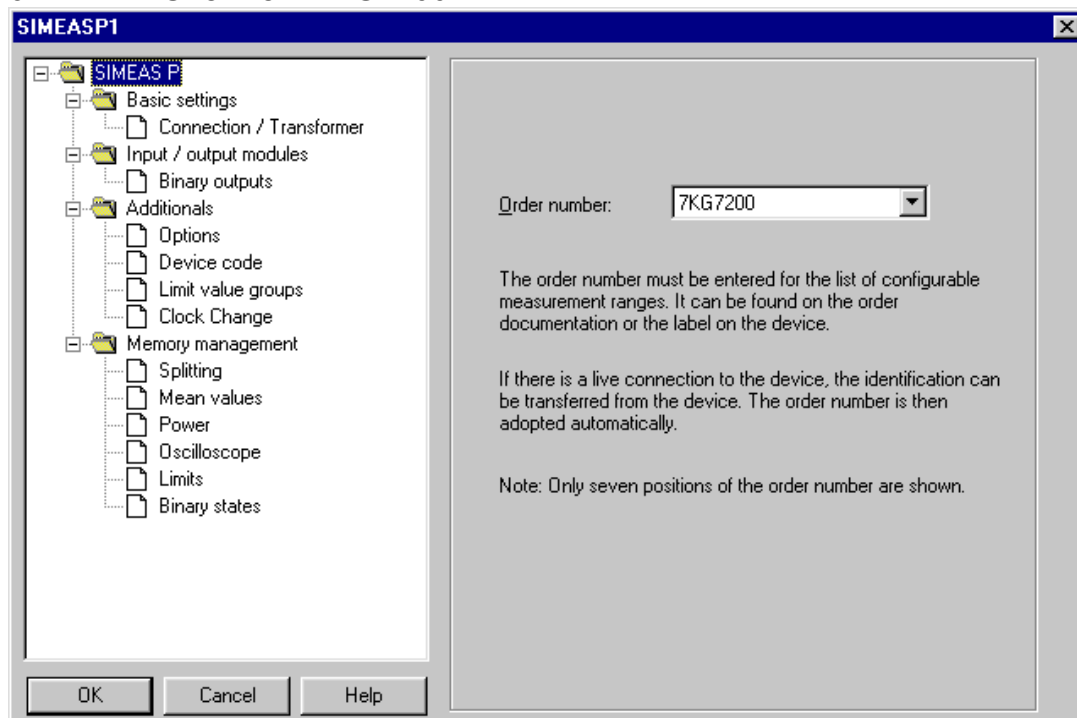 SIMEASP1
SIMEAS P
Basic settings
Connection / Transformer
Input / output modules
Binary outputs
Additionals
Options
Device code
Limit value groups
Clock Change
Memory management
Splitting
Mean values
Power
Oscilloscope
Limits
Binary states
Order number:
7KG7200
The order number must be entered for the list of configurable
measurement ranges. It can be found on the order
documentation or the label on the device.
If there is a live connection to the device, the identification can
be transferred from the device. The order number is then
adopted automatically.
Note: Only seven positions of the order number are shown.
OK
Cancel
Help